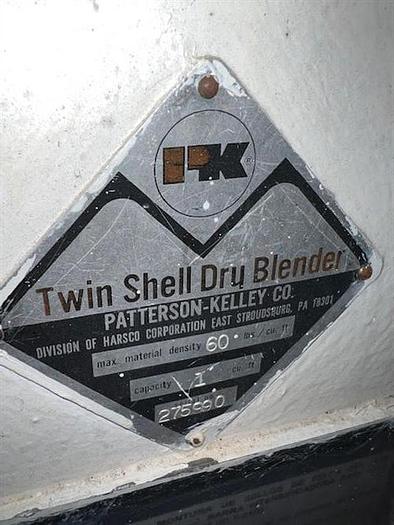 PK ®
Twin Shell Dry Blender
PATTERSON-KELLEY CO.
DIVISION OF HARSCO CORPORATION EAST STROUDSBURG, PA 18301
max. material density 60 lbs/cu. ft
capacity 1 cu. ft
275990